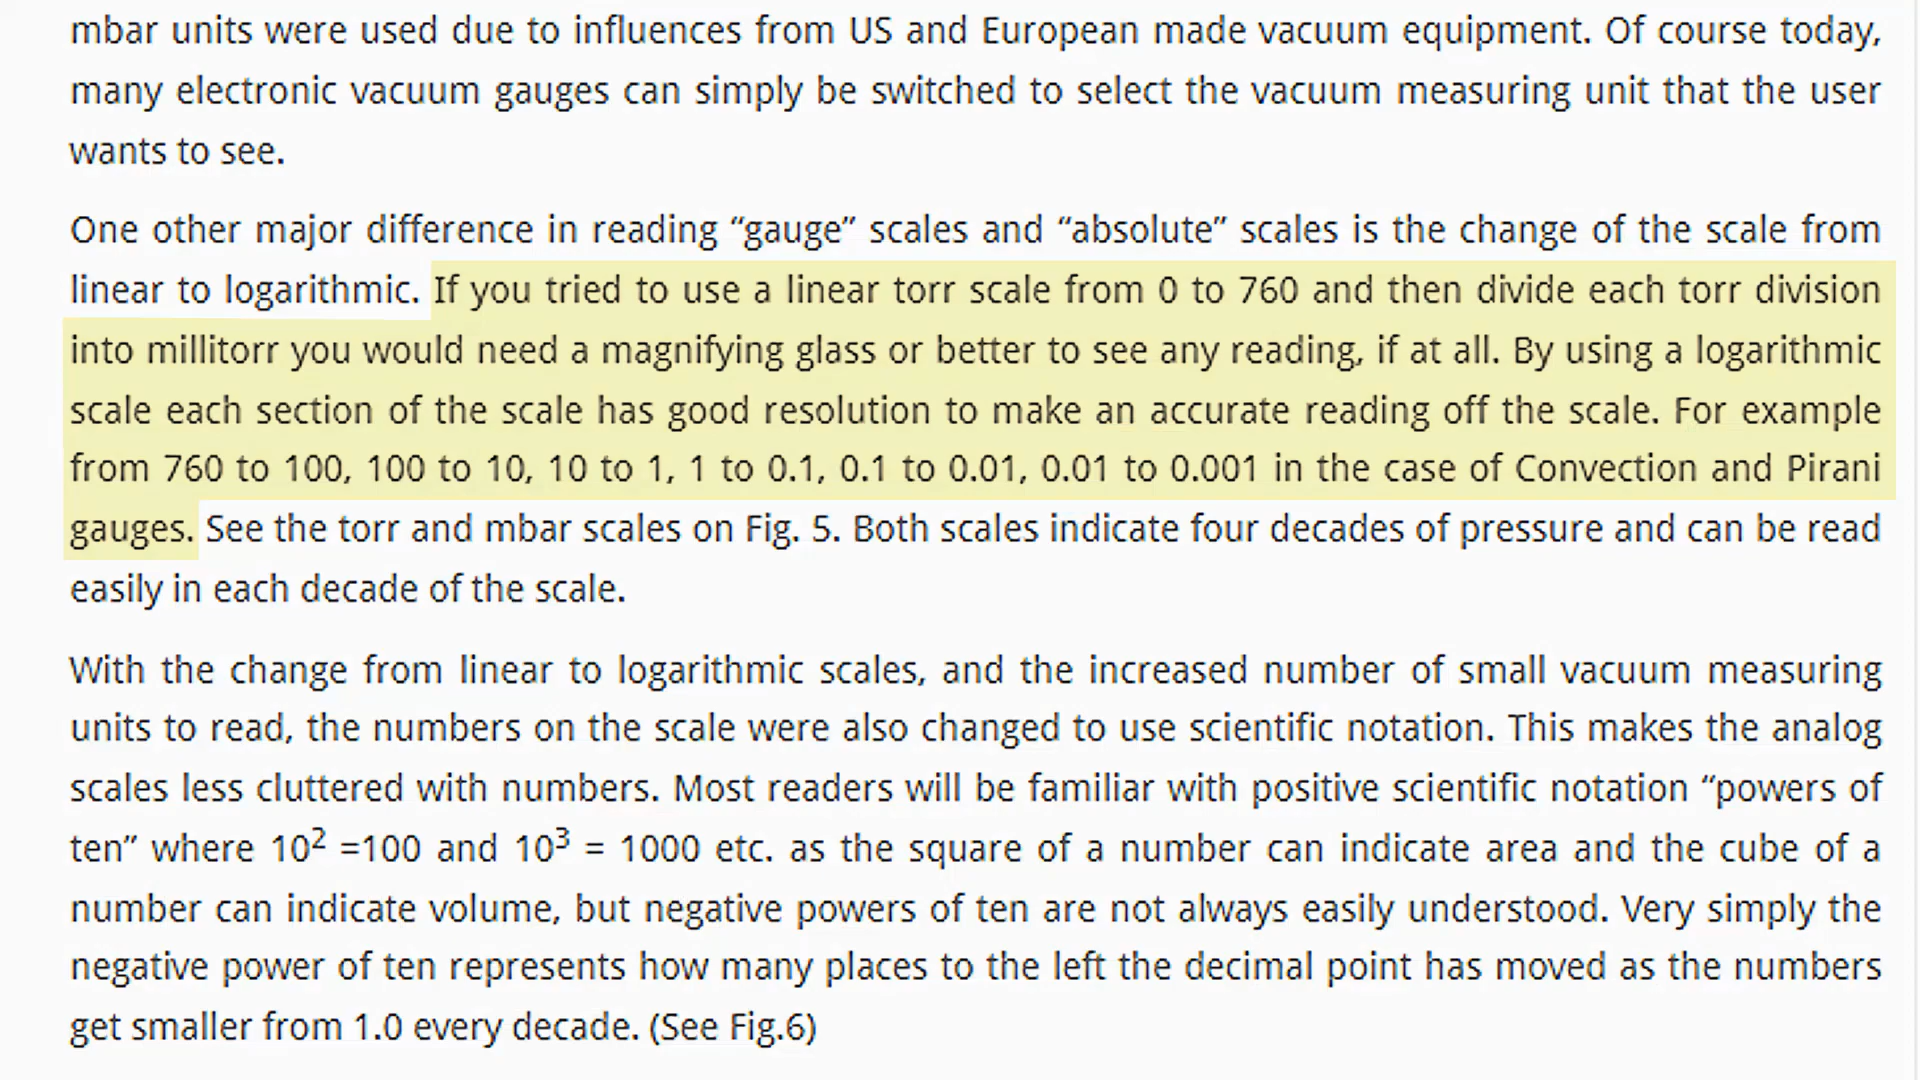 mbar units were used due to influences from US and European made vacuum equipment. Of course today,
many electronic vacuum gauges can simply be switched to select the vacuum measuring unit that the user
wants to see.
One other major difference in reading “gauge” scales and “absolute” scales is the change of the scale from
linear to logarithmic. If you tried to use a linear torr scale from 0 to 760 and then divide each torr division
into millitorr you would need a magnifying glass or better to see any reading, if at all. By using a logarithmic
scale each section of the scale has good resolution to make an accurate reading off the scale. For example
from 760 to 100, 100 to 10, 10 to 1, 1 to 0.1, 0.1 to 0.01, 0.01 to 0.001 in the case of Convection and Pirani
gauges. See the torr and mbar scales on Fig. 5. Both scales indicate four decades of pressure and can be read
easily in each decade of the scale.
With the change from linear to logarithmic scales, and the increased number of small vacuum measuring
units to read, the numbers on the scale were also changed to use scientific notation. This makes the analog
scales less cluttered with numbers. Most readers will be familiar with positive scientific notation “powers of
ten” where 10² =100 and 10³ = 1000 etc. as the square of a number can indicate area and the cube of a
number can indicate volume, but negative powers of ten are not always easily understood. Very simply the
negative power of ten represents how many places to the left the decimal point has moved as the numbers
get smaller from 1.0 every decade. (See Fig.6)